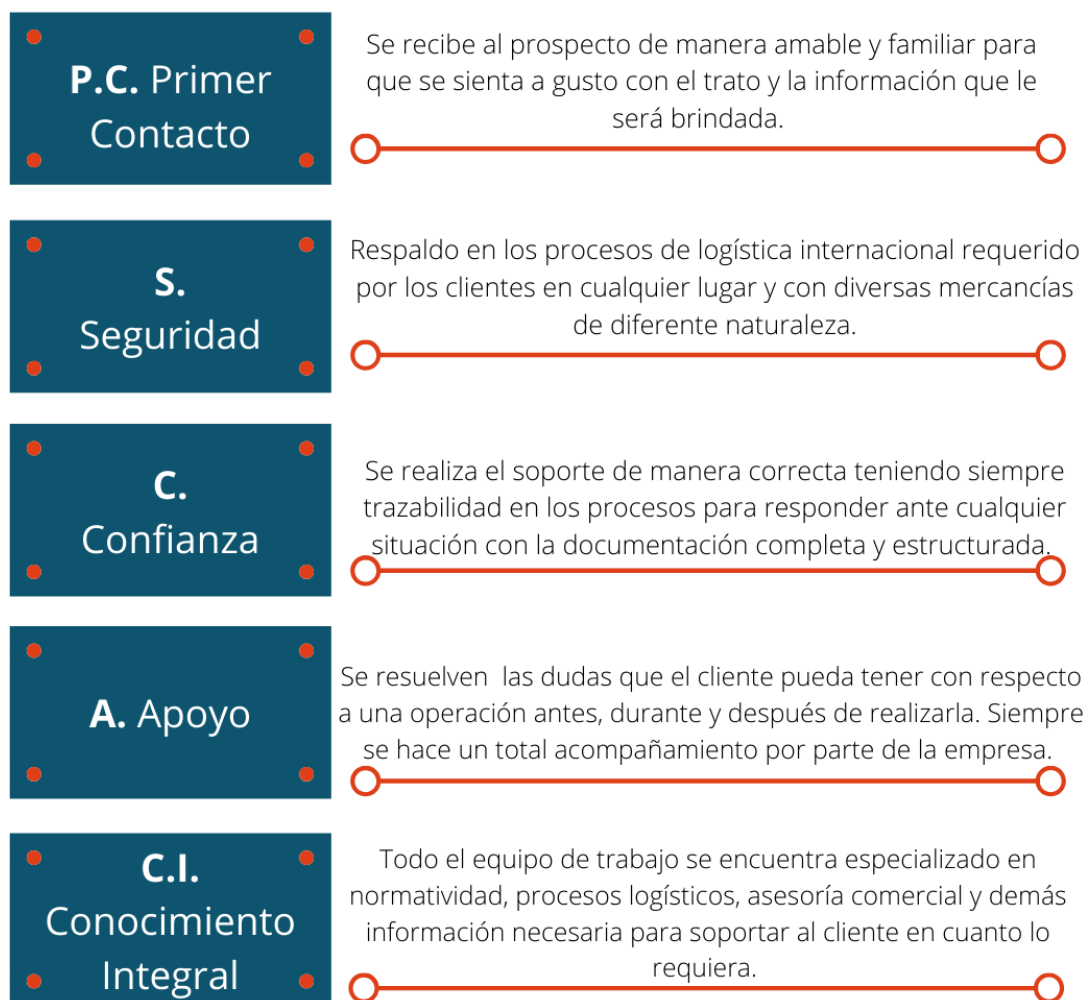 P.C. Primer
Contacto
Se recibe al prospecto de manera amable y familiar para
que se sienta a gusto con el trato y la información que le
será brindada.
S.
Seguridad
Respaldo en los procesos de logística internacional requerido
por los clientes en cualquier lugar y con diversas mercancías
de diferente naturaleza.
C.
Confianza
Se realiza el soporte de manera correcta teniendo siempre
trazabilidad en los procesos para responder ante cualquier
situación con la documentación completa y estructurada.
A. Apoyo
Se resuelven  las dudas que el cliente pueda tener con respecto
a una operación antes, durante y después de realizarla. Siempre
se hace un total acompañamiento por parte de la empresa.
C.I.
Conocimiento
Integral
Todo el equipo de trabajo se encuentra especializado en
normatividad, procesos logísticos, asesoría comercial y demás
información necesaria para soportar al cliente en cuanto lo
requiera.